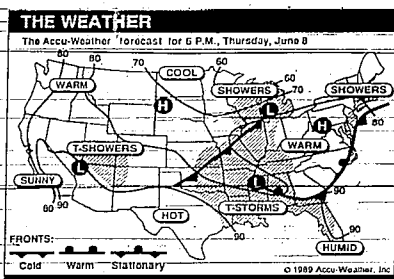 THE WEATHER
The Accu-Weather forecast for 6 P.M., Thursday, June 8
60
80
70
COOL
60
70
WARM
H
SHOWERS
L
SHOWERS
H
80
T-SHOWERS
WARM
L
L
SUNNY
60
90
T-STORMS
90
HOT
90
90
HUMID
FRONTS:
Cold
Warm
Stationary
© 1989 Accu-Weather, Inc